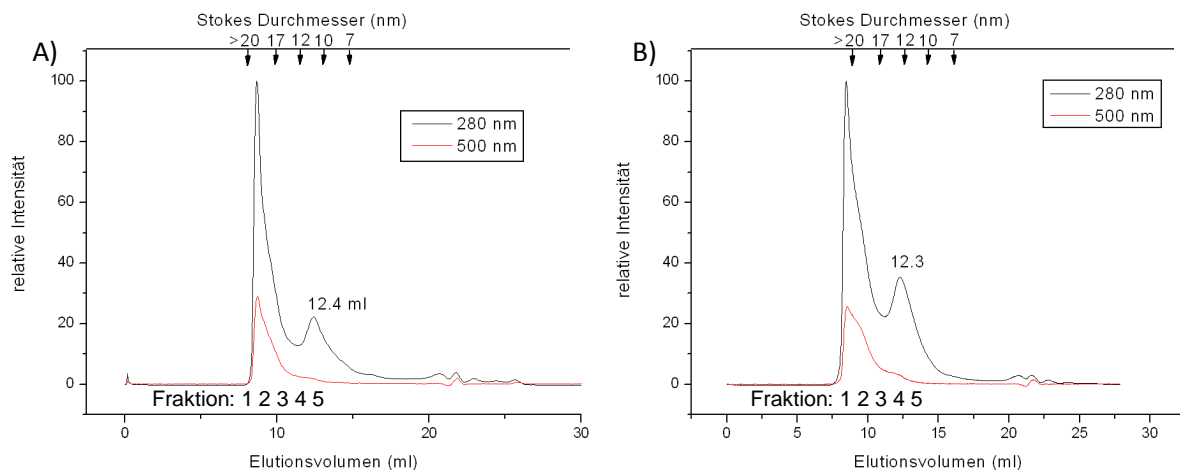 A)
Stokes Durchmesser (nm)
>20 17 12 10 7
100
80
60
40
20
0
relative Intensität
280 nm
500 nm
12.4 ml
Fraktion: 1 2 3 4 5
0 10 20 30
Elutionsvolumen (ml)
B)
Stokes Durchmesser (nm)
>20 17 12 10 7
100
80
60
40
20
0
relative Intensität
280 nm
500 nm
12.3
Fraktion: 1 2 3 4 5
0 5 10 15 20 25 30
Elutionsvolumen (ml)